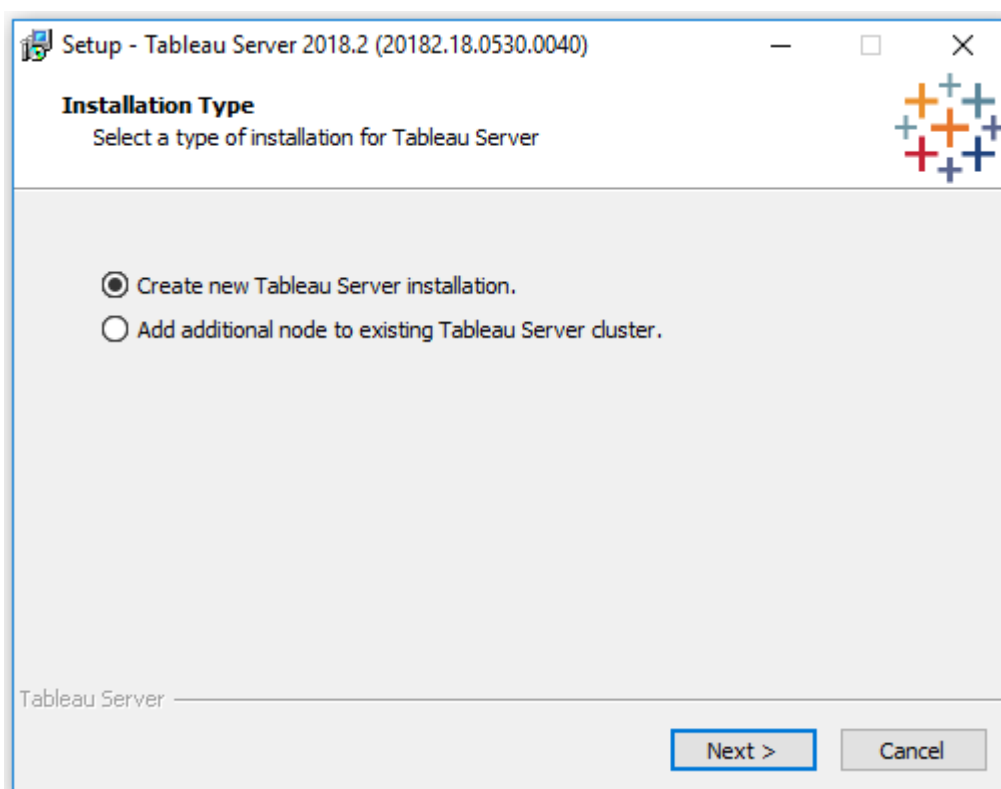 Setup - Tableau Server 2018.2 (20182.18.0530.0040)
Installation Type
Select a type of installation for Tableau Server
Create new Tableau Server installation.
Add additional node to existing Tableau Server cluster.
Tableau Server
Next >
Cancel